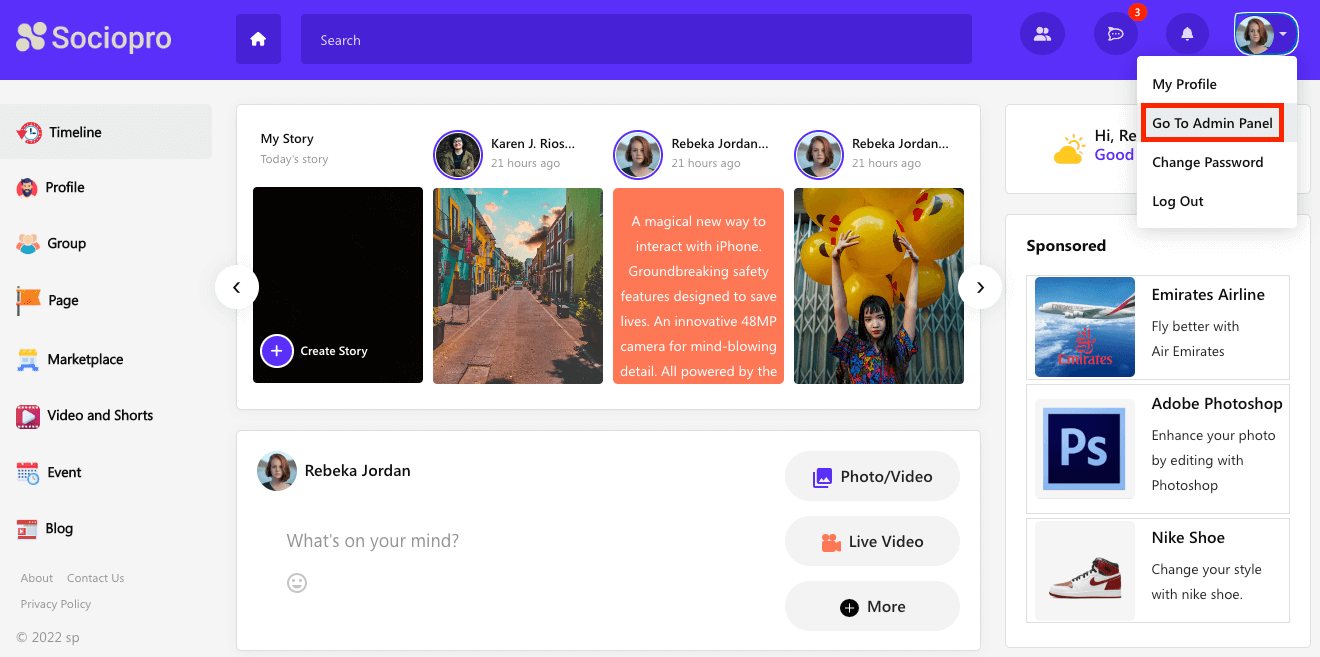 Sociopro
Search
3
My Profile
Go To Admin Panel
Change Password
Log Out
Timeline
Profile
Group
Page
Marketplace
Video and Shorts
Event
Blog
About Contact Us
Privacy Policy
© 2022 sp
My Story
Today's story
Create Story
Karen J. Rios...
21 hours ago
Rebeka Jordan...
21 hours ago
A magical new way to
interact with iPhone.
Groundbreaking safety
features designed to save
lives. An innovative 48MP
camera for mind-blowing
detail. All powered by the
Rebeka Jordan...
21 hours ago
Rebeka Jordan
What's on your mind?
Photo/Video
Live Video
More
Hi, Re
Good
Sponsored
Emirates
Emirates Airline
Fly better with
Air Emirates
Ps
Adobe Photoshop
Enhance your photo
by editing with
Photoshop
Nike Shoe
Change your style
with nike shoe.